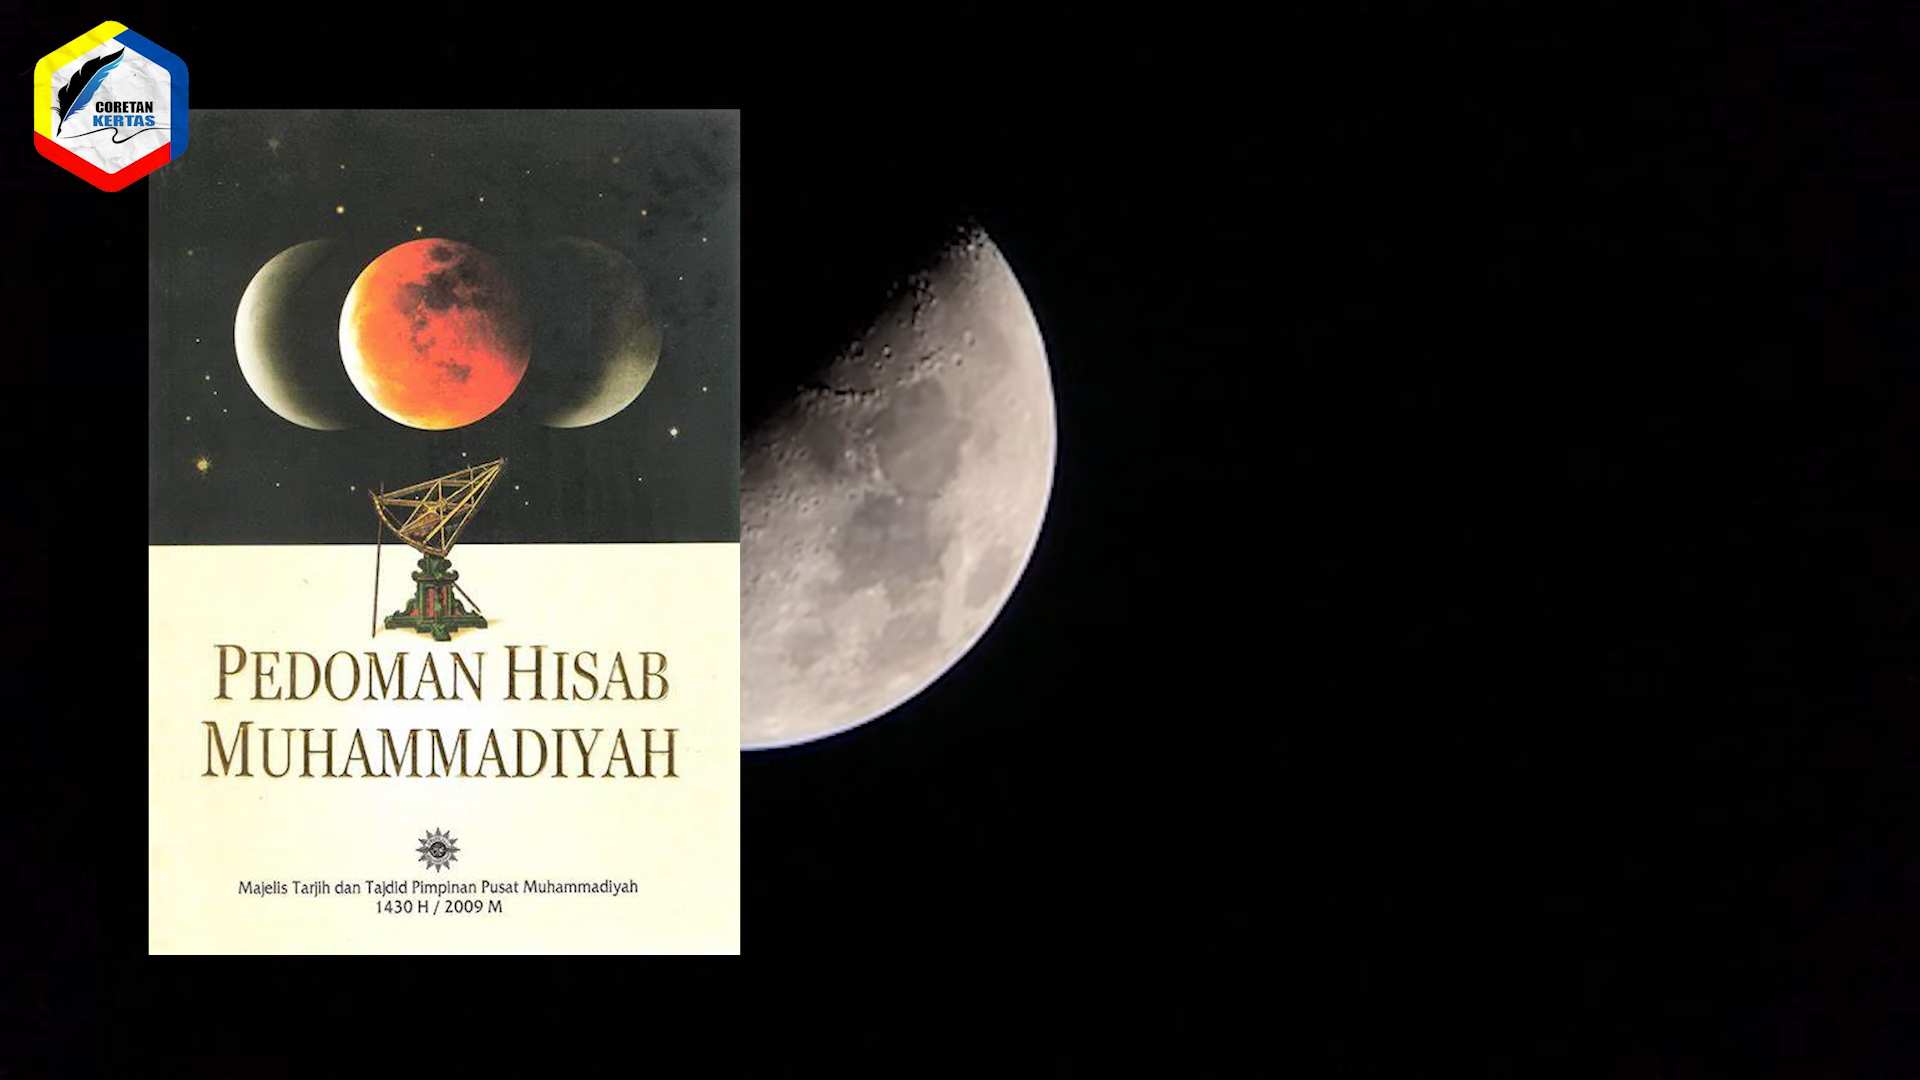 CORETAN
KERTAS
PEDOMAN HISAB
MUHAMMADIYAH
Majelis Tarjih dan Tajdid Pimpinan Pusat Muhammadiyah
1430 H / 2009 M